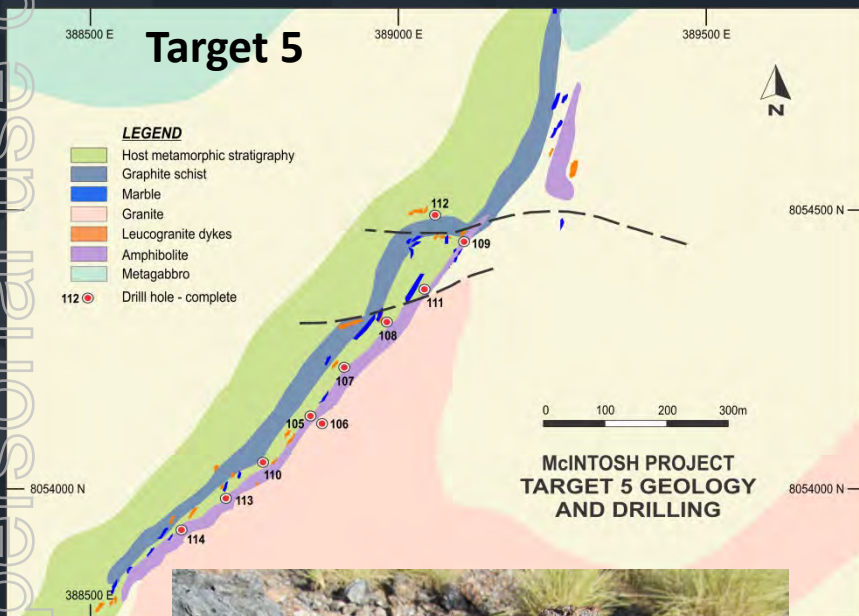 388500 E
389000 E
389500 E
Target 5
N
LEGEND
Host metamorphic stratigraphy
Graphite schist
Marble
Granite
Leucogranite dykes
Amphibolite
Metagabbro
112 Drilll hole - complete
112
8054500 N
109
111
108
107
105
106
110
113
114
0 100 200 300m
McINTOSH PROJECT
TARGET 5 GEOLOGY
AND DRILLING
8054000 N
8054000 N
388500 E
personal use